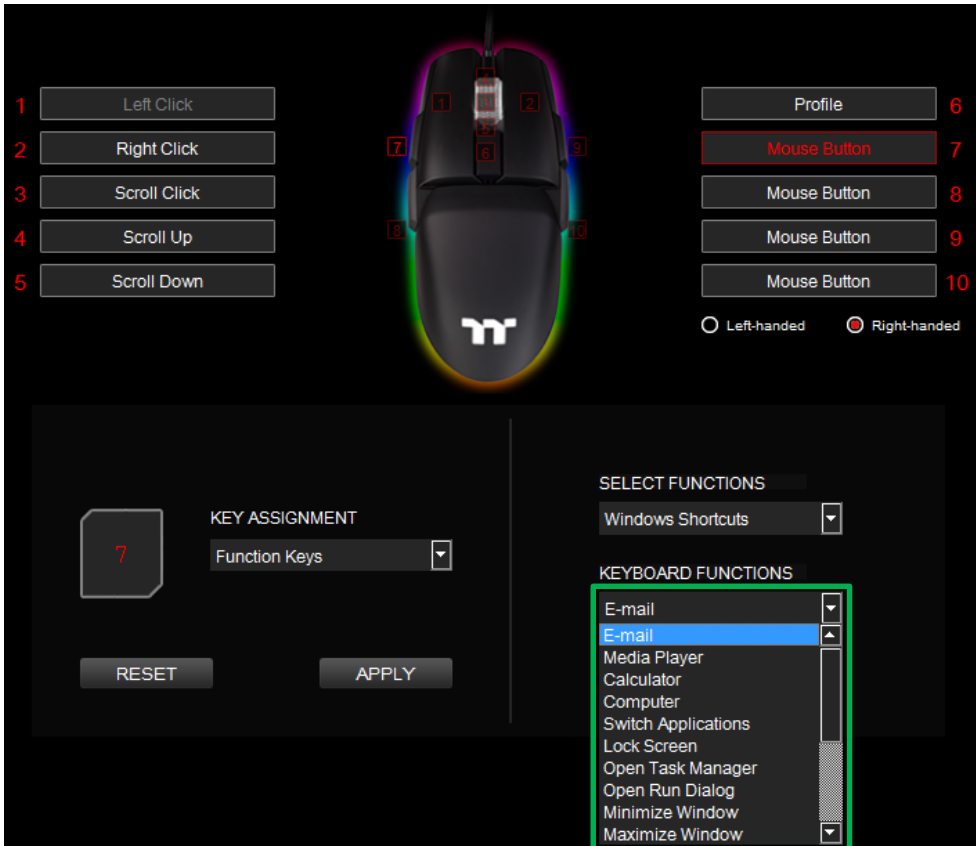 1 Left Click
2 Right Click
3 Scroll Click
4 Scroll Up
5 Scroll Down
1
2
5
6
7
8
9
10
Profile 6
Mouse Button 7
Mouse Button 8
Mouse Button 9
Mouse Button 10
Left-handed Right-handed
7
KEY ASSIGNMENT
Function Keys
RESET APPLY
SELECT FUNCTIONS
Windows Shortcuts
KEYBOARD FUNCTIONS
E-mail
E-mail
Media Player
Calculator
Computer
Switch Applications
Lock Screen
Open Task Manager
Open Run Dialog
Minimize Window
Maximize Window